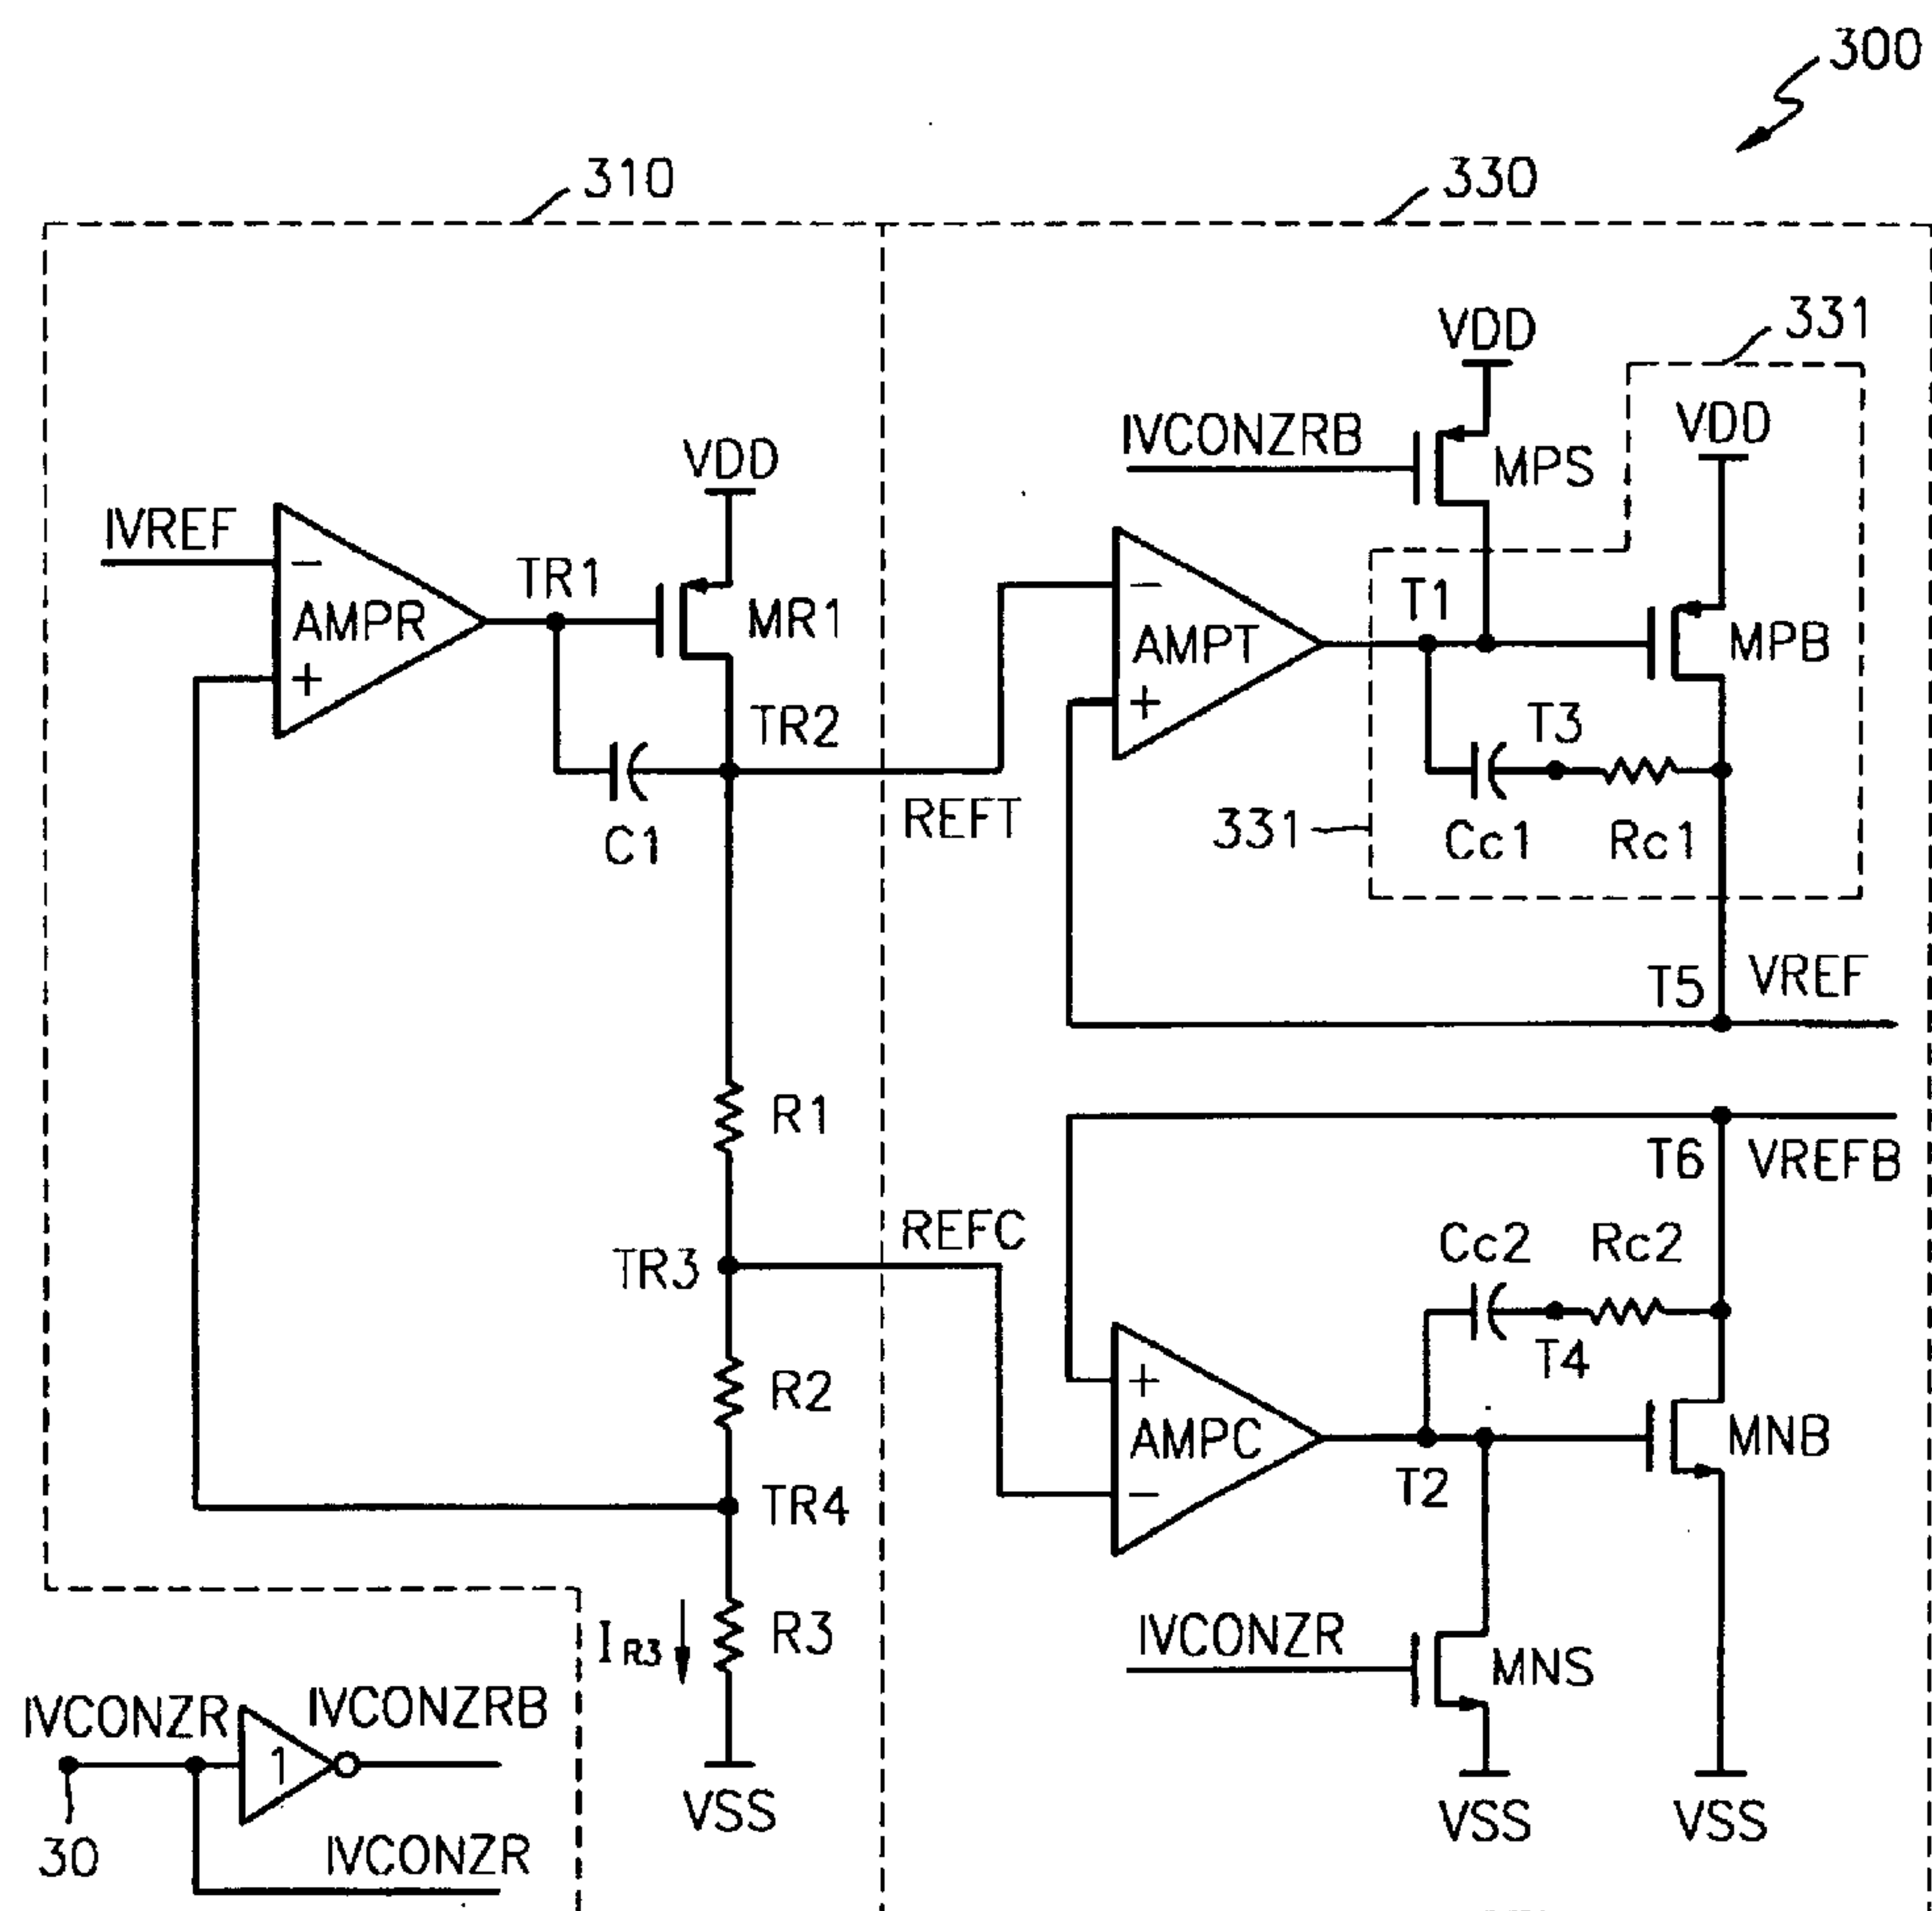 300
310
330
331
VDD
VDD
IVCONZRB
MPS
VDD
IVREF
−
AMPR
+
TR1
MR1
TR2
C1
REFT
−
AMPT
+
T1
MPB
T3
331
Cc1
Rc1
T5
VREF
R1
T6
VREFB
REFC
TR3
Cc2
Rc2
T4
R2
+
AMPC
−
MNB
T2
TR4
IR3
R3
IVCONZR
MNS
IVCONZR
IVCONZRB
1
30
IVCONZR
VSS
VSS
VSS